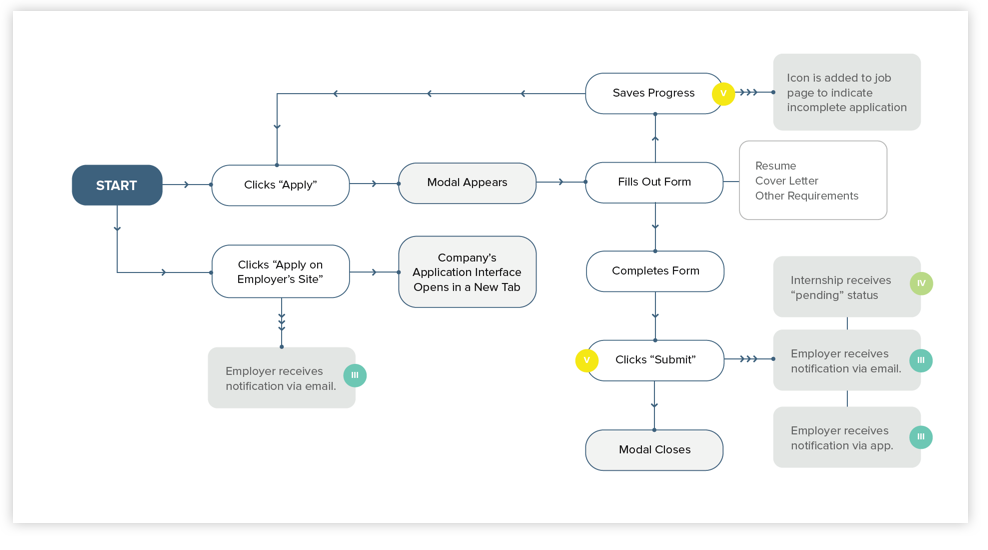 Saves Progress
V
Icon is added to job
page to indicate
incomplete application
START
Clicks “Apply”
Modal Appears
Fills Out Form
Resume
Cover Letter
Other Requirements
Clicks “Apply on
Employer’s Site”
Company’s
Application Interface
Opens in a New Tab
Completes Form
Internship receives
“pending” status
IV
Employer receives
notification via email.
III
V
Clicks “Submit”
Employer receives
notification via email.
III
Modal Closes
Employer receives
notification via app.
III